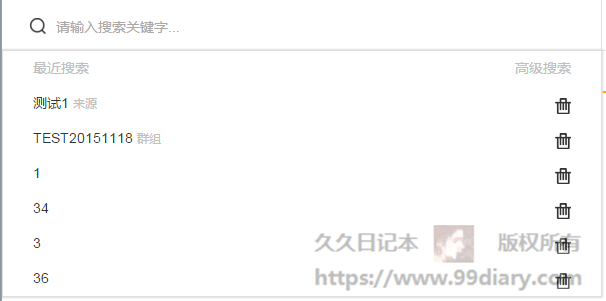 请输入搜索关键字...
最近搜索 高级搜索
测试1 来源
TEST20151118 群组
1
34
3
久久日记本 版权所有
36
https://www.99diary.com